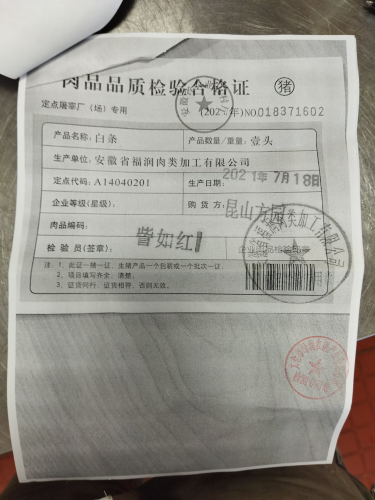 肉品品质检验合格证 猪
定点屠宰厂（场）专用 (2021年)NO.018371602
产品名称：白条 产品数量/重量：壹头
生产单位：安徽省福润肉类加工有限公司
定点代码：A14040201 生产日期：2021年7月18日
企业等级(星级)： 购货方：昆山方园
肉品编码：
检验员(签章)： 訾如红
注：1、此证一猪一证，生猪产品一个包装或一个批次一证。
2、项目填写齐全、清楚。
3、证货同行，证货相符，否则无效。